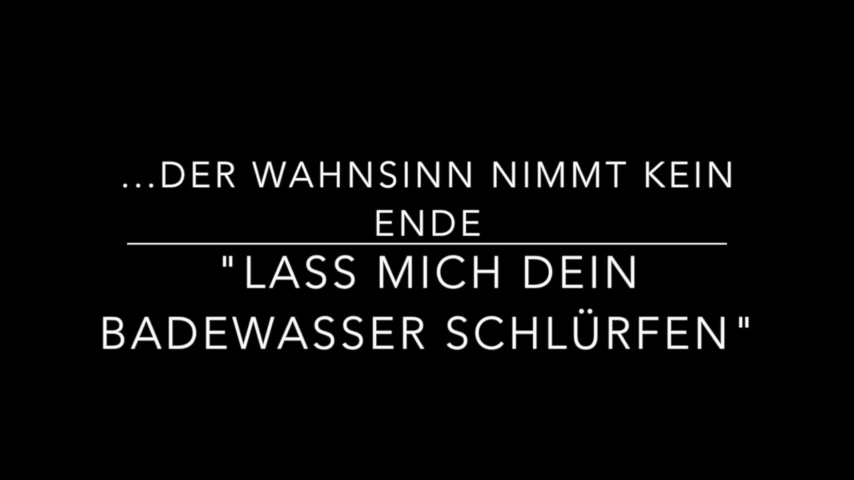 ...DER WAHNSINN NIMMT KEIN
ENDE
"LASS MICH DEIN
BADEWASSER SCHLÜRFEN"